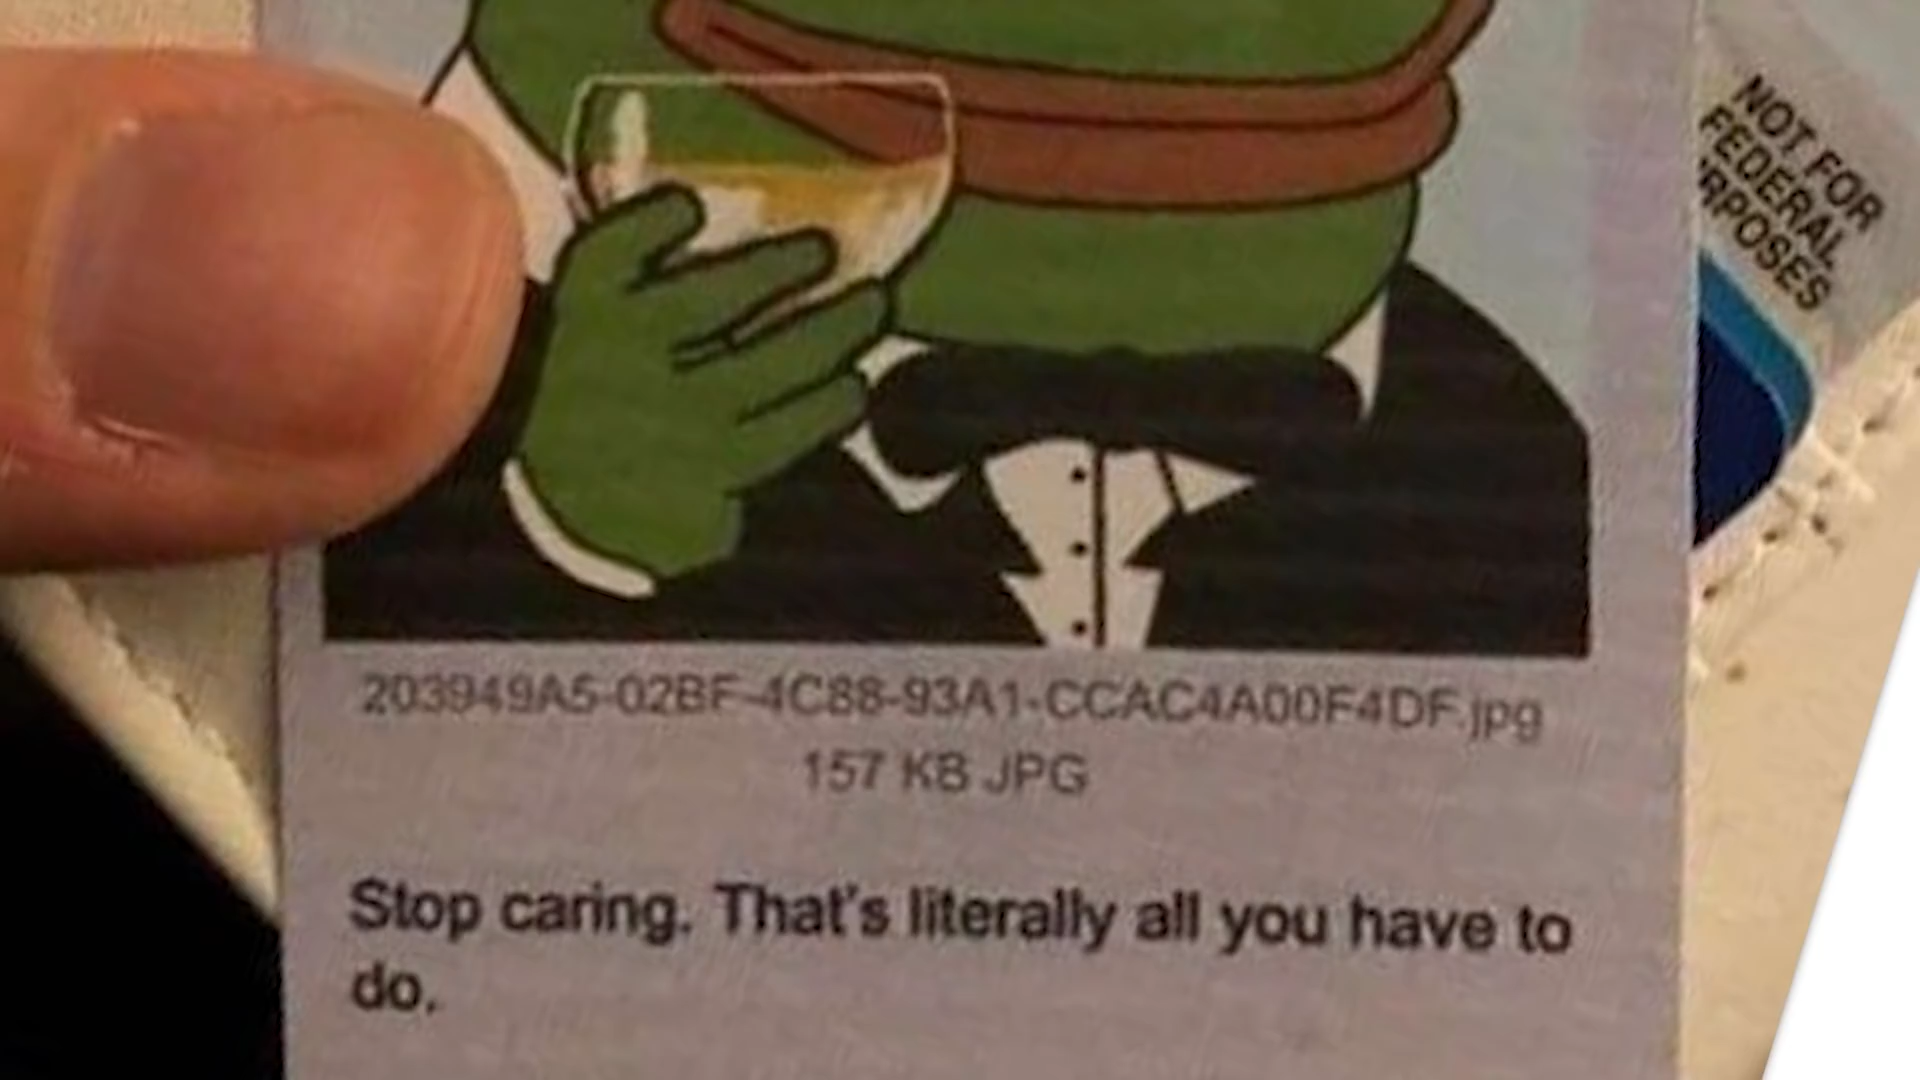 NOT FOR
FEDERAL
RPOSES
203949A5-02BF-4C88-93A1-CCAC4A00F4DF.jpg
157 KB JPG
Stop caring. That's literally all you have to
do.